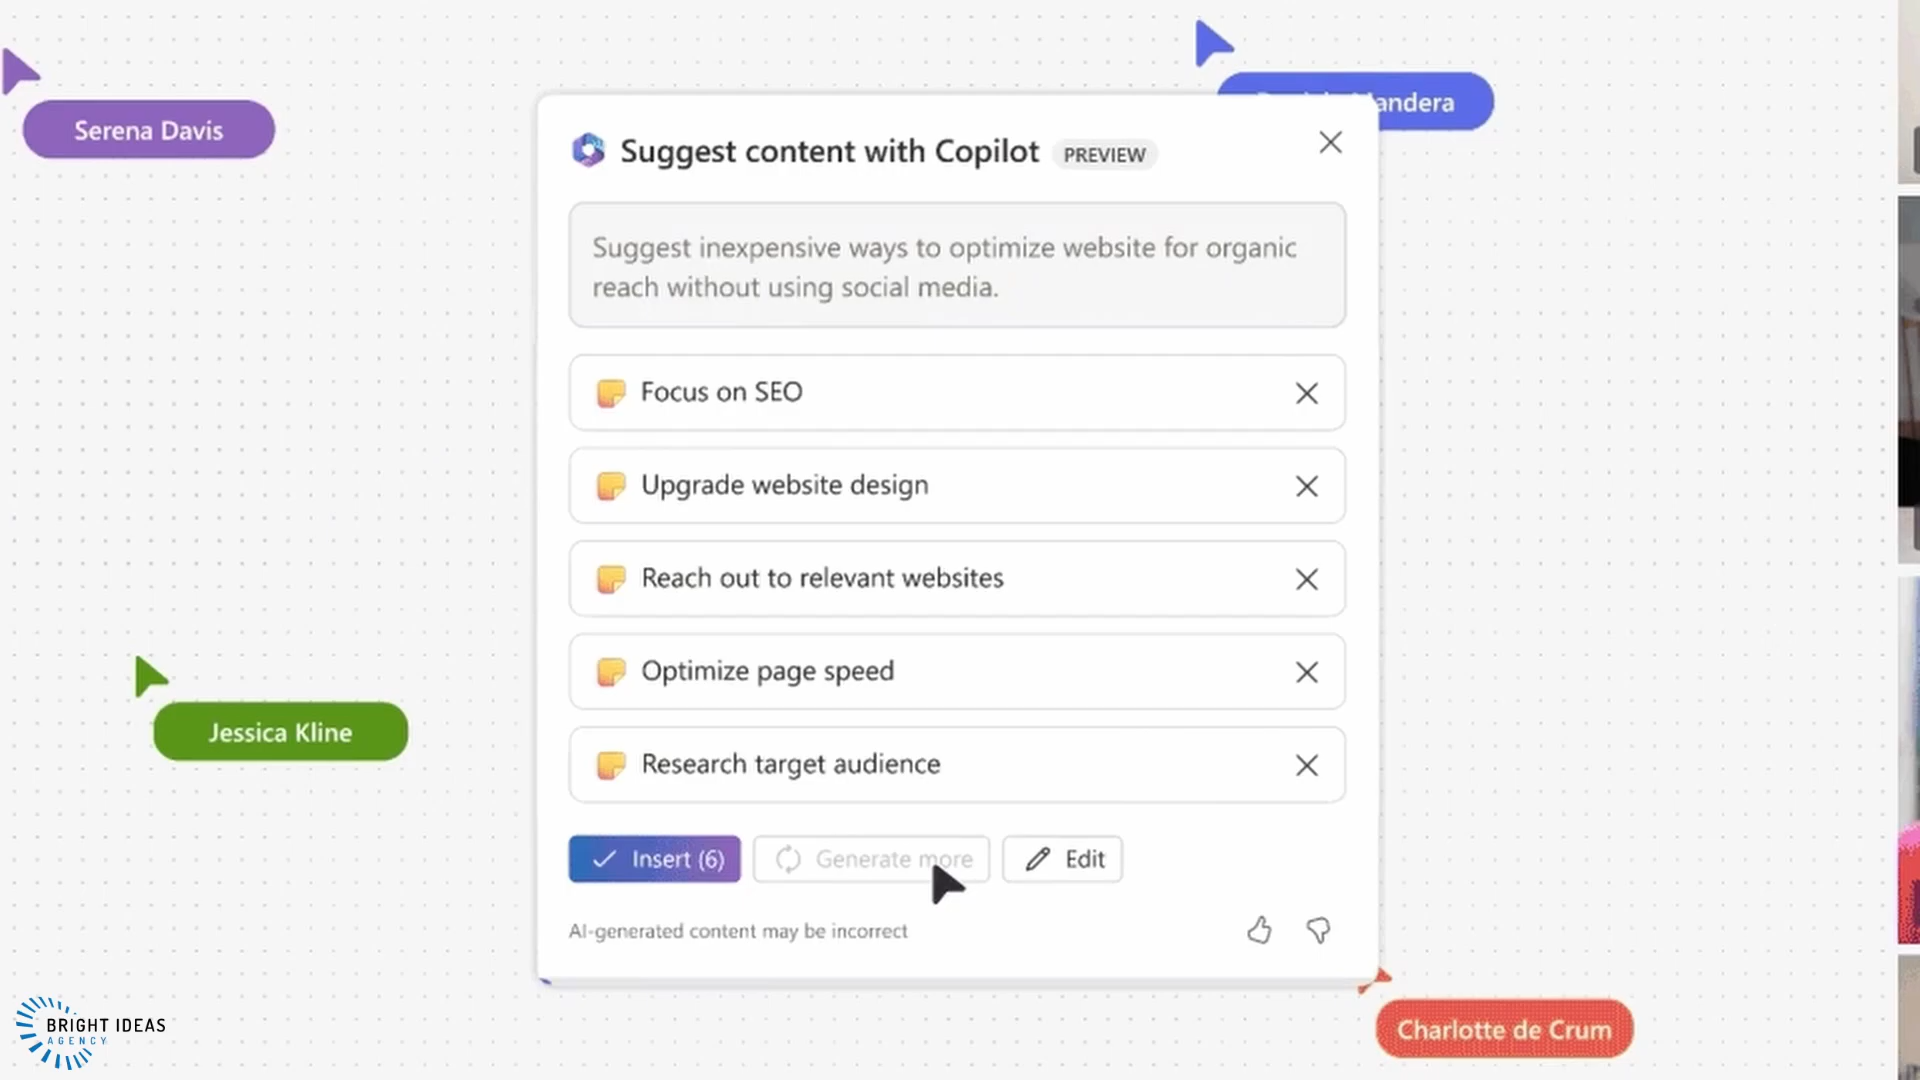 Serena Davis
andera
Suggest content with Copilot PREVIEW
Suggest inexpensive ways to optimize website for organic
reach without using social media.
Focus on SEO
Upgrade website design
Reach out to relevant websites
Optimize page speed
Research target audience
Jessica Kline
Insert (6) Generate more Edit
AI-generated content may be incorrect
Charlotte de Crum
BRIGHT IDEAS
AGENCY